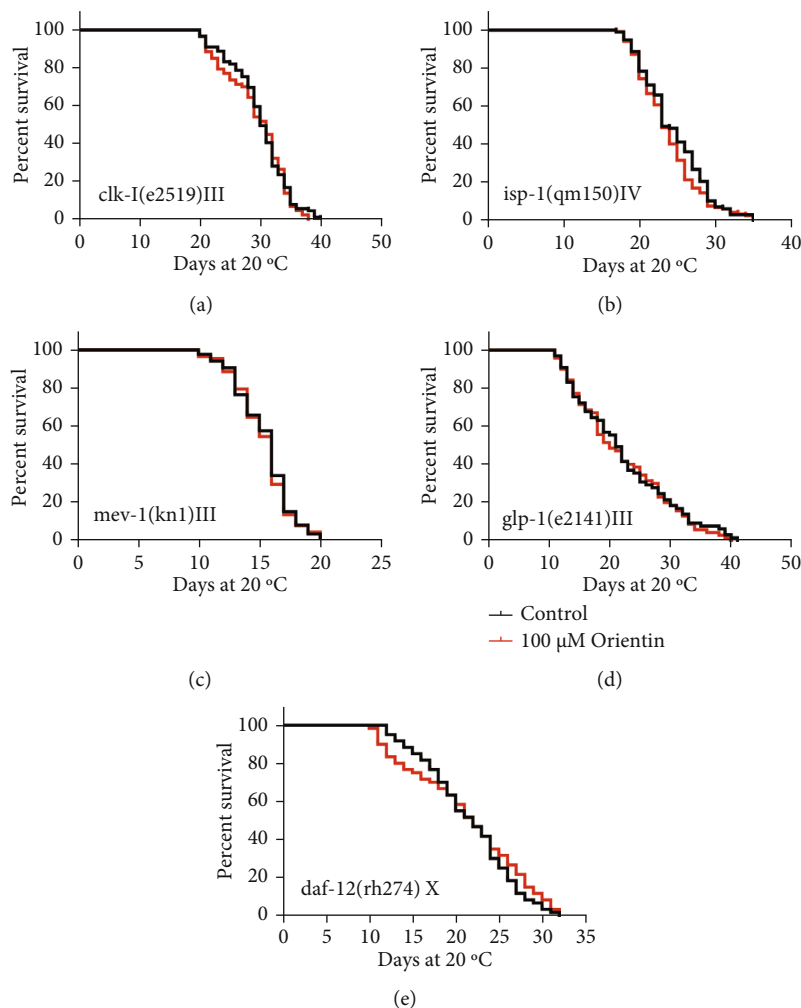 100
80
60
40
20
0
Percent survival
clk-I(e2519)III
0 10 20 30 40 50
Days at 20 ºC
(a)
100
80
60
40
20
0
Percent survival
isp-1(qm150)IV
0 10 20 30 40
Days at 20 ºC
(b)
100
80
60
40
20
0
Percent survival
mev-1(kn1)III
0 5 10 15 20 25
Days at 20 ºC
(c)
100
80
60
40
20
0
Percent survival
glp-1(e2141)III
0 10 20 30 40 50
Days at 20 ºC
Control
100 μM Orientin
(d)
100
80
60
40
20
0
Percent survival
daf-12(rh274) X
0 5 10 15 20 25 30 35
Days at 20 ºC
(e)